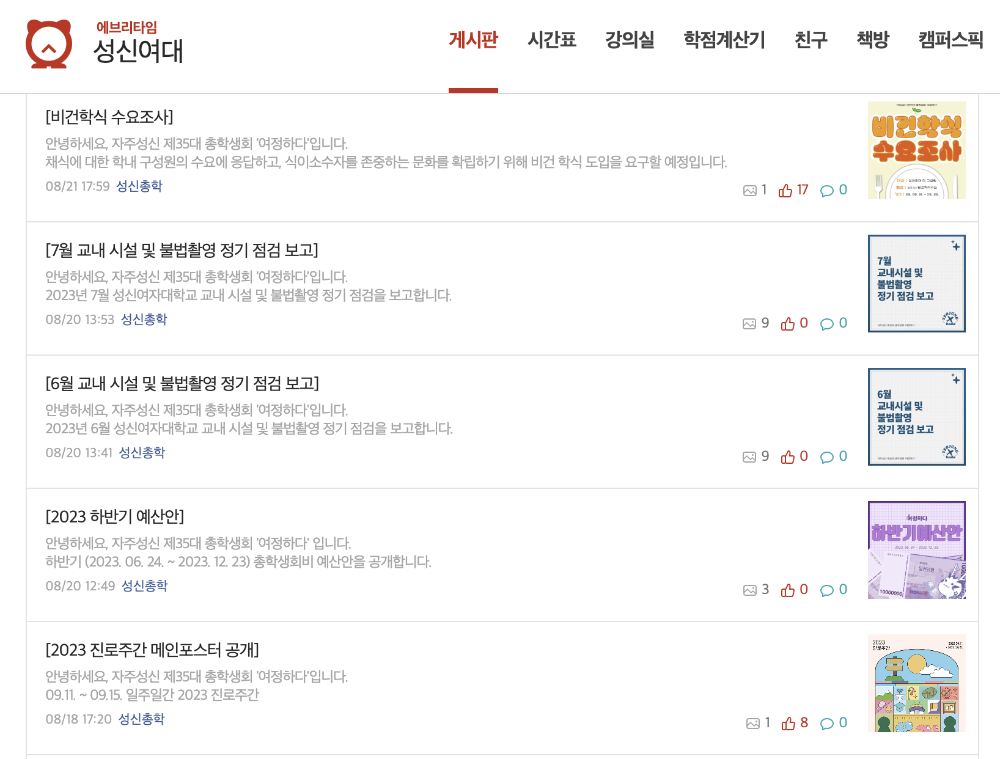 에브리타임
성신여대
게시판 시간표 강의실 학점계산기 친구 책방 캠퍼스픽
[비건학식 수요조사]
안녕하세요, 자주성신 제35대 총학생회 '여정하다'입니다.
채식에 대한 학내 구성원의 수요에 응답하고, 식이소수자를 존중하는 문화를 확립하기 위해 비건 학식 도입을 요구할 예정입니다.
08/21 17:59 성신총학
1 17 0
비건학식
수요조사
[7월 교내 시설 및 불법촬영 정기 점검 보고]
안녕하세요, 자주성신 제35대 총학생회 '여정하다'입니다.
2023년 7월 성신여자대학교 교내 시설 및 불법촬영 정기 점검을 보고합니다.
08/20 13:53 성신총학
9 0 0
7월
교내시설 및
불법촬영
정기 점검 보고
[6월 교내 시설 및 불법촬영 정기 점검 보고]
안녕하세요, 자주성신 제35대 총학생회 '여정하다'입니다.
2023년 6월 성신여자대학교 교내 시설 및 불법촬영 정기 점검을 보고합니다.
08/20 13:41 성신총학
9 0 0
6월
교내시설 및
불법촬영
정기 점검 보고
[2023 하반기 예산안]
안녕하세요, 자주성신 제35대 총학생회 '여정하다' 입니다.
하반기 (2023. 06. 24. ~ 2023. 12. 23) 총학생회비 예산안을 공개합니다.
08/20 12:49 성신총학
3 0 0
여정하다
하반기예산안
2023. 06. 24 ~ 2023. 12. 23
10000000
[2023 진로주간 메인포스터 공개]
안녕하세요, 자주성신 제35대 총학생회 '여정하다'입니다.
09.11. ~ 09.15. 일주일간 2023 진로주간
08/18 17:20 성신총학
1 8 0
2023
진로주간